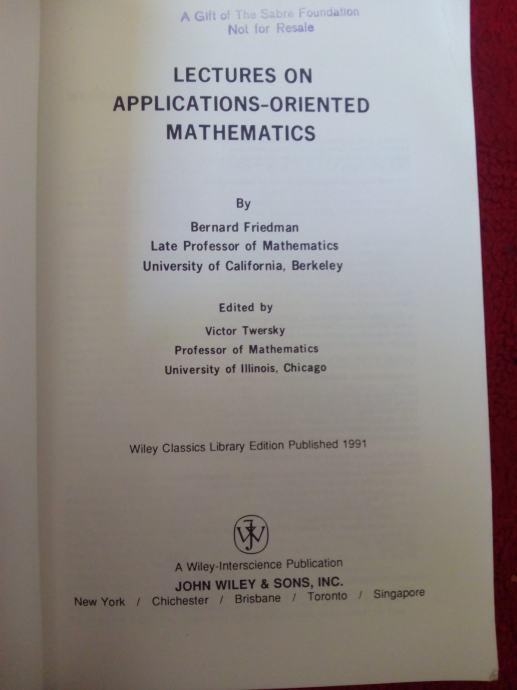 A Gift of The Sabre Foundation
Not for Resale
LECTURES ON
APPLICATIONS-ORIENTED
MATHEMATICS
By
Bernard Friedman
Late Professor of Mathematics
University of California, Berkeley
Edited by
Victor Twersky
Professor of Mathematics
University of Illinois, Chicago
Wiley Classics Library Edition Published 1991
A Wiley-Interscience Publication
JOHN WILEY & SONS, INC.
New York / Chichester / Brisbane / Toronto / Singapore